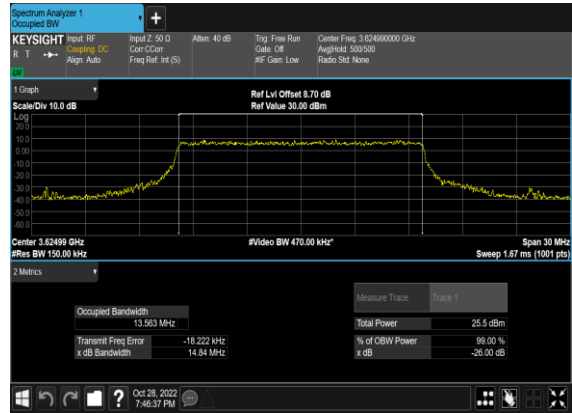 Spectrum Analyzer 1
Occupied BW
KEYSIGHT Input: RF Input Z: 50 Ω Atten: 40 dB Trig: Free Run Center Freq: 3.624990000 GHz
R T Coupling: DC Corr CCorr Gate: Off Avg|Hold: 500/500
Align: Auto Freq Ref: Int (S) #IF Gain: Low Radio Std: None
1 Graph
Ref Lvl Offset 8.70 dB
Scale/Div 10.0 dB Ref Value 30.00 dBm
Log
20.0
10.0
0.00
-10.0
-20.0
-30.0
-40.0
-50.0
-60.0
Center 3.62499 GHz #Video BW 470.00 kHz* Span 30 MHz
#Res BW 150.00 kHz Sweep 1.67 ms (1001 pts)
2 Metrics
Measure Trace Trace 1
Occupied Bandwidth
13.563 MHz Total Power 25.5 dBm
Transmit Freq Error -18.222 kHz % of OBW Power 99.00 %
x dB Bandwidth 14.84 MHz x dB -26.00 dB
Oct 28, 2022
7:46:37 PM